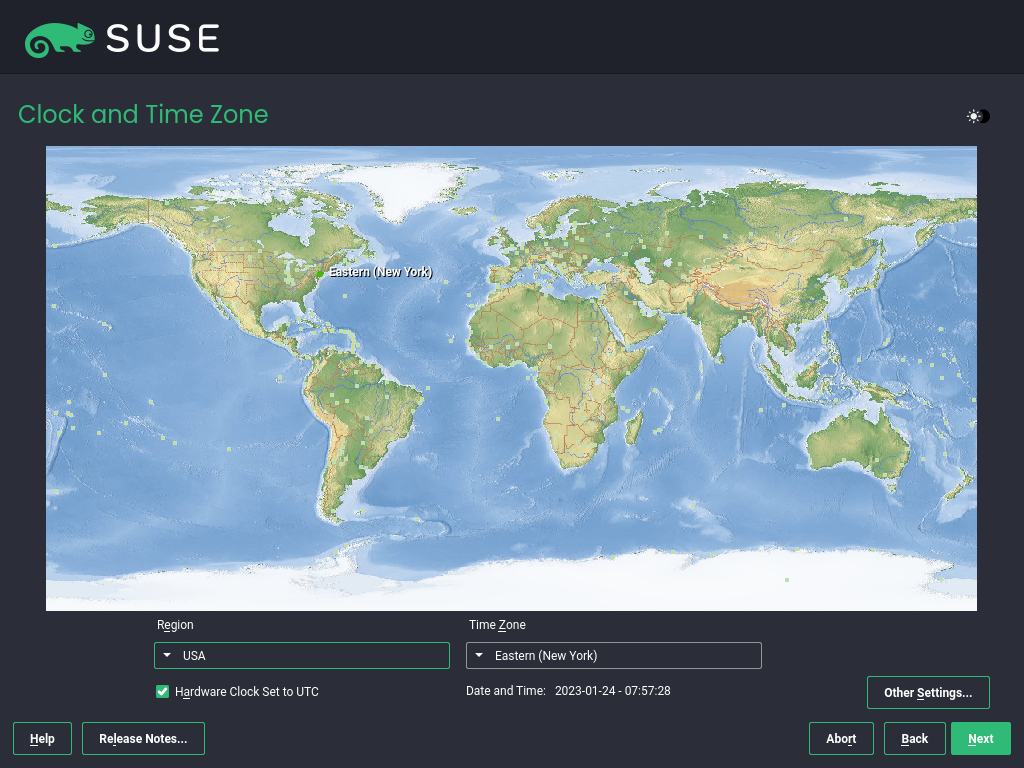 SUSE
Clock and Time Zone
Eastern (New York)
Region
Time Zone
USA
Eastern (New York)
Hardware Clock Set to UTC
Date and Time: 2023-01-24 - 07:57:28
Other Settings...
Help
Release Notes...
Abort
Back
Next